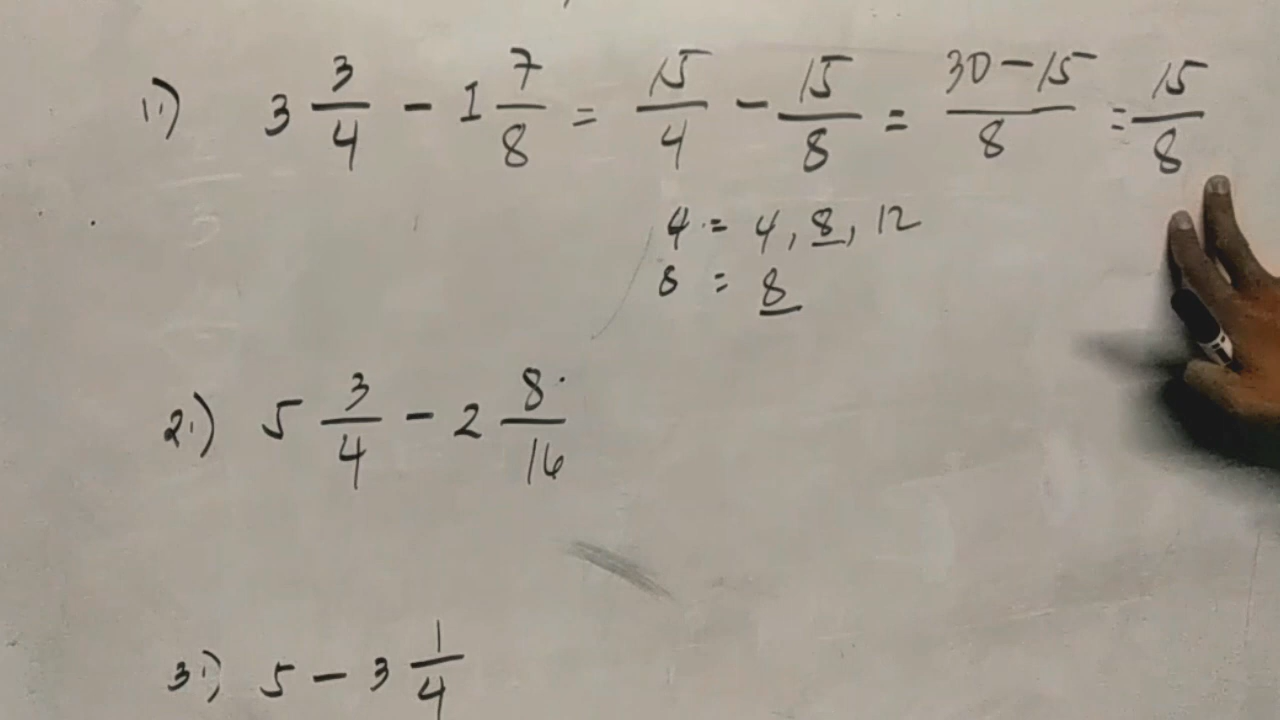 1.) 3 3/4 - 1 7/8 = 15/4 - 15/8 = 30-15/8 = 15/8
4 = 4, 8, 12
8 = 8
2.) 5 3/4 - 2 8/16
3.) 5 - 3 1/4